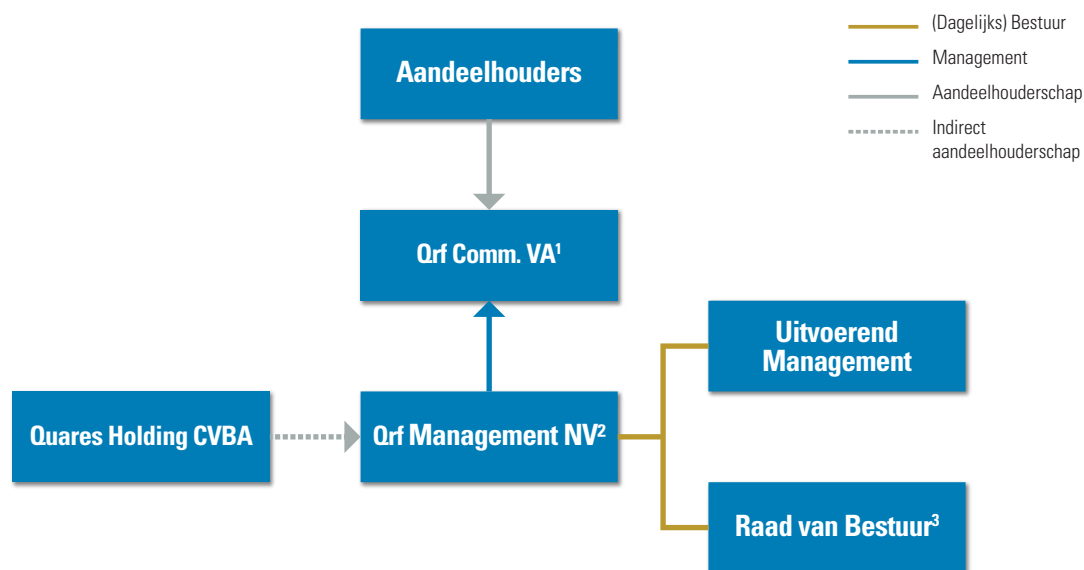 Aandeelhouders
(Dagelijks) Bestuur
Management
Aandeelhouderschap
Indirect
aandeelhouderschap
Qrf Comm. VA¹
Uitvoerend
Management
Quares Holding CVBA
Qrf Management NV²
Raad van Bestuur³